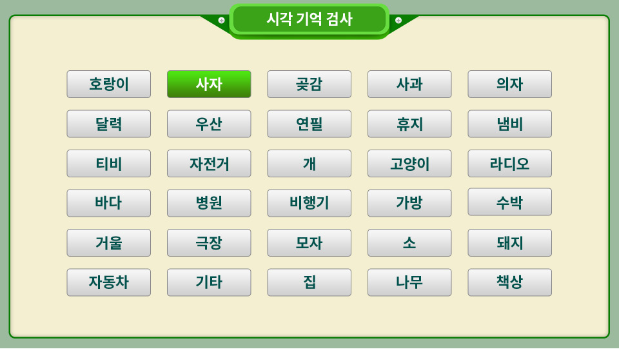 시각 기억 검사
호랑이 사자 곶감 사과 의자
달력 우산 연필 휴지 냄비
티비 자전거 개 고양이 라디오
바다 병원 비행기 가방 수박
거울 극장 모자 소 돼지
자동차 기타 집 나무 책상